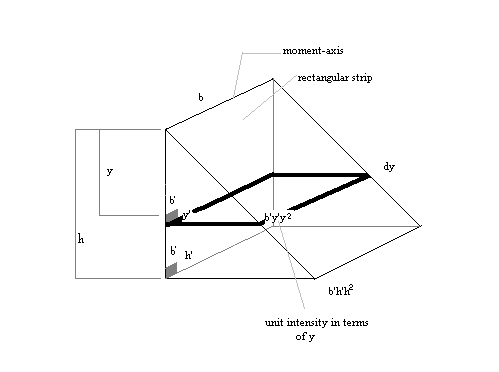 moment-axis
rectangular strip
b
y
dy
b'
y'
b'y'y²
h
b'
h'
b'h'h²
unit intensity in terms
of y